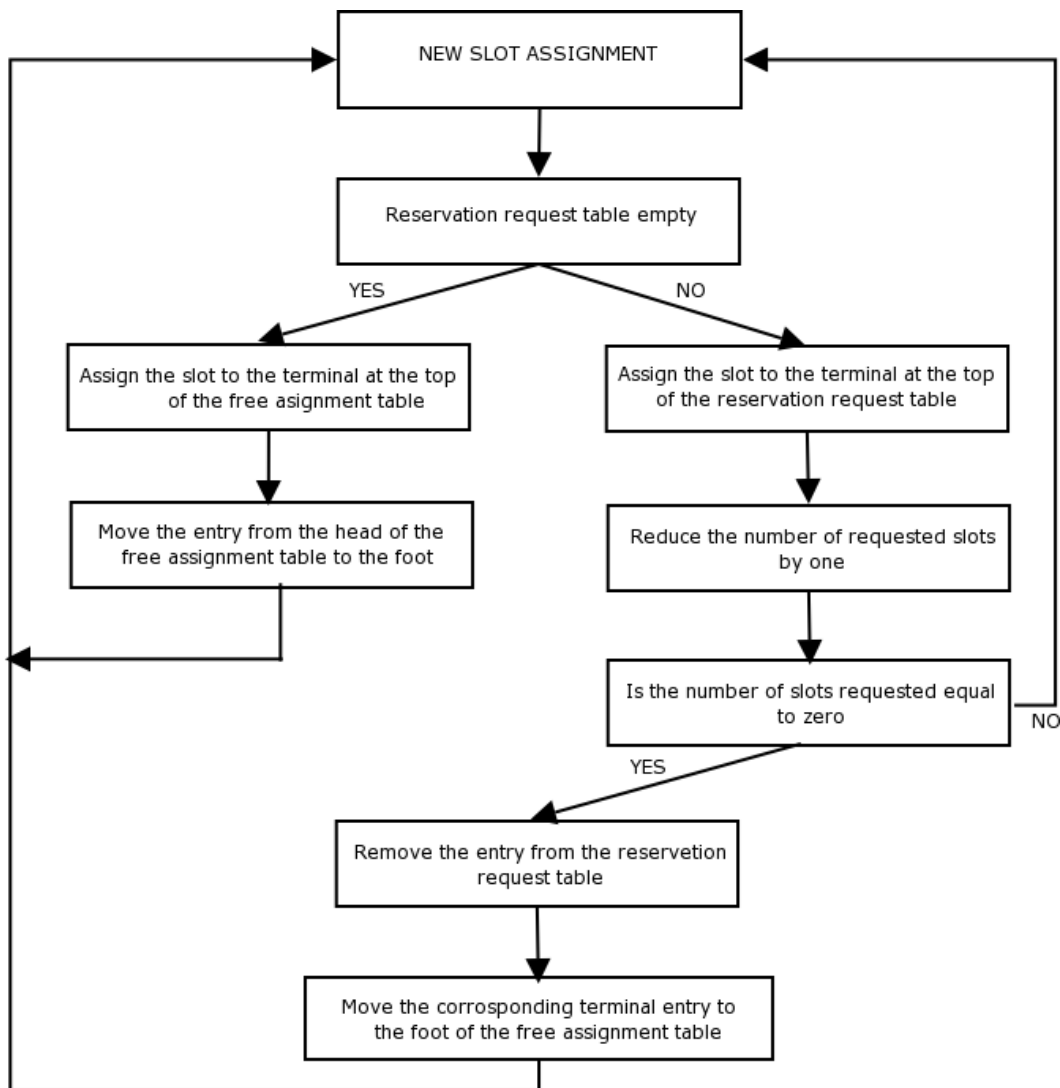 NEW SLOT ASSIGNMENT
Reservation request table empty
YES
NO
Assign the slot to the terminal at the top
of the free asignment table
Assign the slot to the terminal at the top
of the reservation request table
Move the entry from the head of the
free assignment table to the foot
Reduce the number of requested slots
by one
Is the number of slots requested equal
to zero
NO
YES
Remove the entry from the reservetion
request table
Move the corrosponding terminal entry to
the foot of the free assignment table